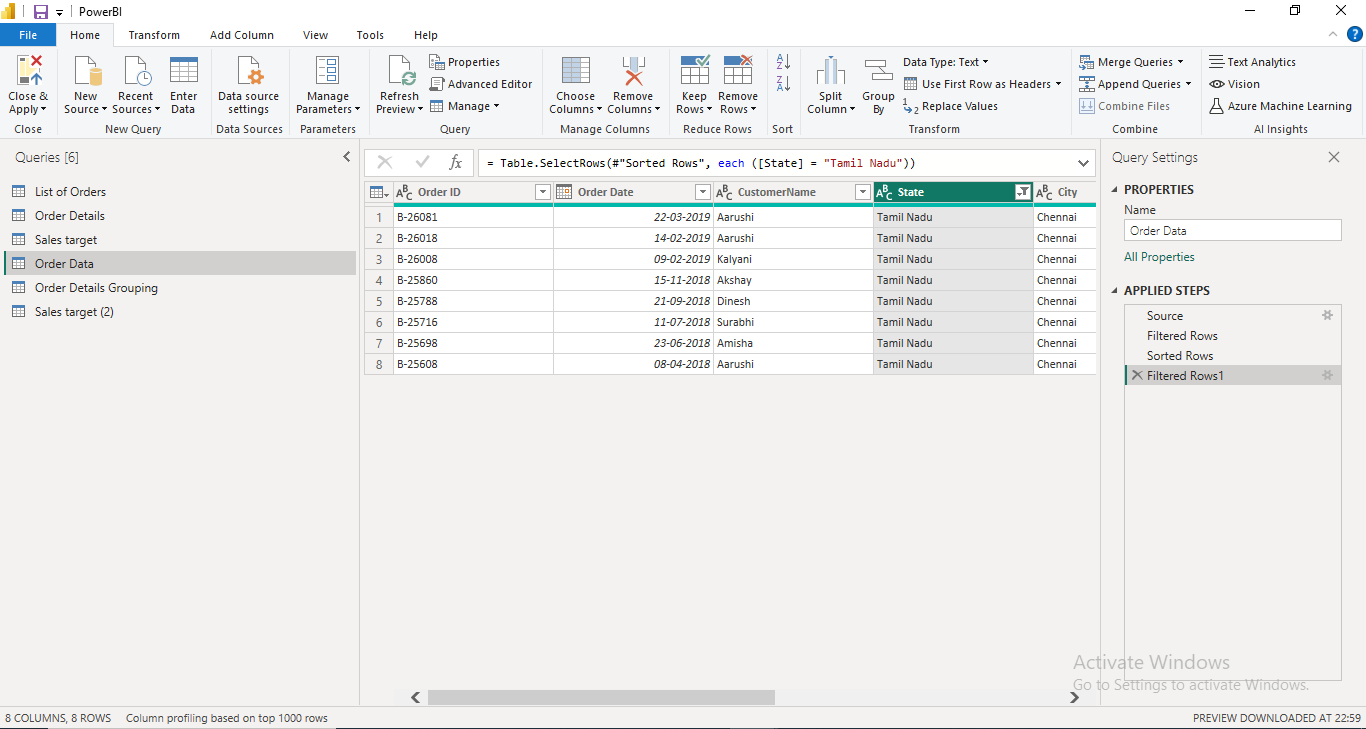 PowerBI
File Home Transform Add Column View Tools Help
Close & Apply
New Source
Recent Sources
Enter Data
Data source settings
Manage Parameters
Refresh Preview
Properties
Advanced Editor
Manage
Choose Columns
Remove Columns
Keep Rows
Remove Rows
Split Column
Group By
Data Type: Text
Use First Row as Headers
Replace Values
Merge Queries
Append Queries
Combine Files
Text Analytics
Vision
Azure Machine Learning
Close New Query Data Sources Parameters Query Manage Columns Reduce Rows Sort Transform Combine AI Insights
Queries [6]
List of Orders
Order Details
Sales target
Order Data
Order Details Grouping
Sales target (2)
fx = Table.SelectRows(#"Sorted Rows", each ([State] = "Tamil Nadu"))
ABC Order ID Order Date ABC CustomerName ABC State ABC City
1 B-26081 22-03-2019 Aarushi Tamil Nadu Chennai
2 B-26018 14-02-2019 Aarushi Tamil Nadu Chennai
3 B-26008 09-02-2019 Kalyani Tamil Nadu Chennai
4 B-25860 15-11-2018 Akshay Tamil Nadu Chennai
5 B-25788 21-09-2018 Dinesh Tamil Nadu Chennai
6 B-25716 11-07-2018 Surabhi Tamil Nadu Chennai
7 B-25698 23-06-2018 Amisha Tamil Nadu Chennai
8 B-25608 08-04-2018 Aarushi Tamil Nadu Chennai
Query Settings
PROPERTIES
Name
Order Data
All Properties
APPLIED STEPS
Source
Filtered Rows
Sorted Rows
Filtered Rows1
Activate Windows
Go to Settings to activate Windows.
8 COLUMNS, 8 ROWS Column profiling based on top 1000 rows PREVIEW DOWNLOADED AT 22:59